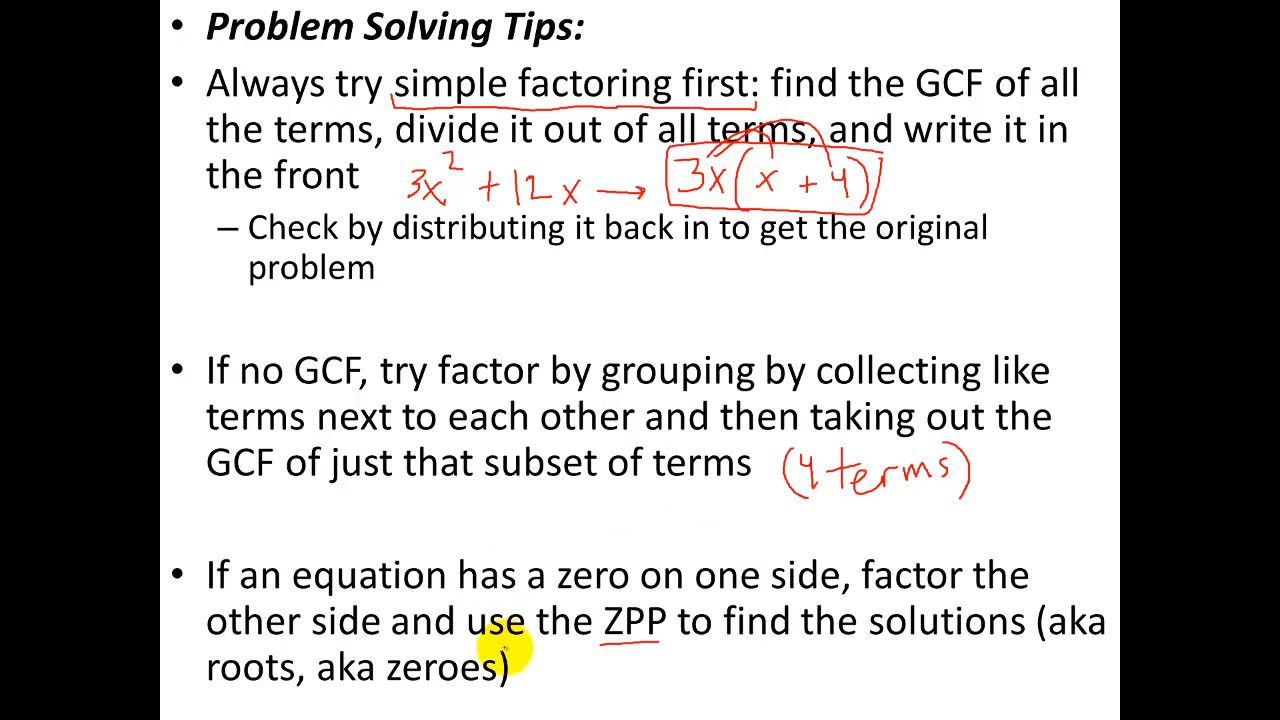 • Problem Solving Tips:
• Always try simple factoring first: find the GCF of all
the terms, divide it out of all terms, and write it in
the front 3x² + 12x → 3x(x + 4)
– Check by distributing it back in to get the original
problem
• If no GCF, try factor by grouping by collecting like
terms next to each other and then taking out the
GCF of just that subset of terms (4 terms)
• If an equation has a zero on one side, factor the
other side and use the ZPP to find the solutions (aka
roots, aka zeroes)